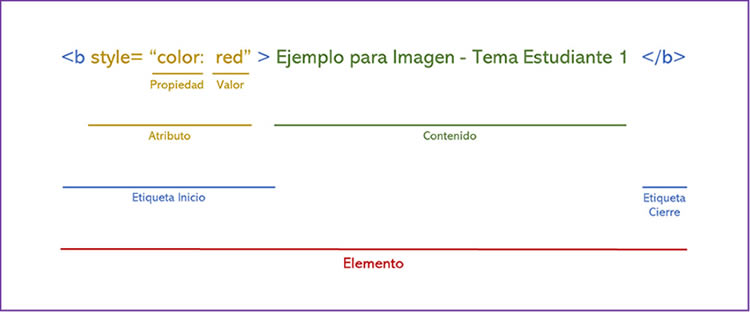 <b style= “color: red” > Ejemplo para Imagen - Tema Estudiante 1 </b>
Propiedad Valor
Atributo Contenido
Etiqueta Inicio Etiqueta
Cierre
Elemento